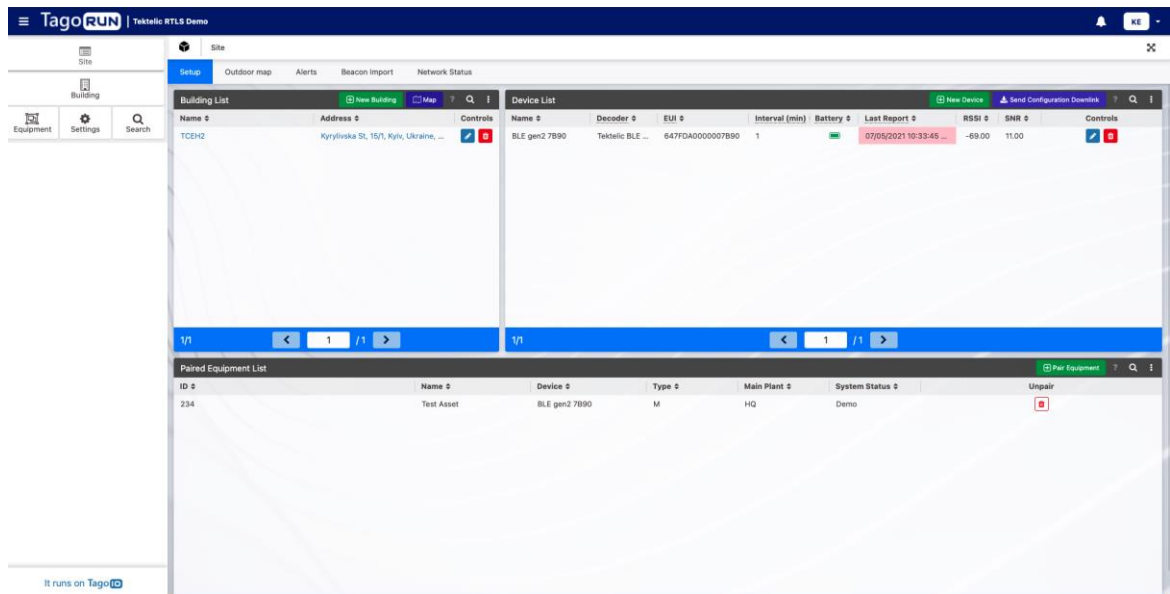 TagoRUN | Tektelic RTLS Demo
KE
Site
Building
Equipment Settings Search
It runs on TagoIO
Site
Setup Outdoor map Alerts Beacon Import Network Status
Building List New Building Map ?
Name Address Controls
TCEH2 Kyrylivska St, 15/1, Kyiv, Ukraine, ...
1/1 1 / 1
Device List New Device Send Configuration Downlink ?
Name Decoder EUI Interval (min) Battery Last Report RSSI SNR Controls
BLE gen2 7B90 Tektelic BLE ... 647FDA0000007B90 1 07/05/2021 10:33:45 ... -69.00 11.00
1/1 1 / 1
Paired Equipment List Pair Equipment ?
ID Name Device Type Main Plant System Status Unpair
234 Test Asset BLE gen2 7B90 M HQ Demo